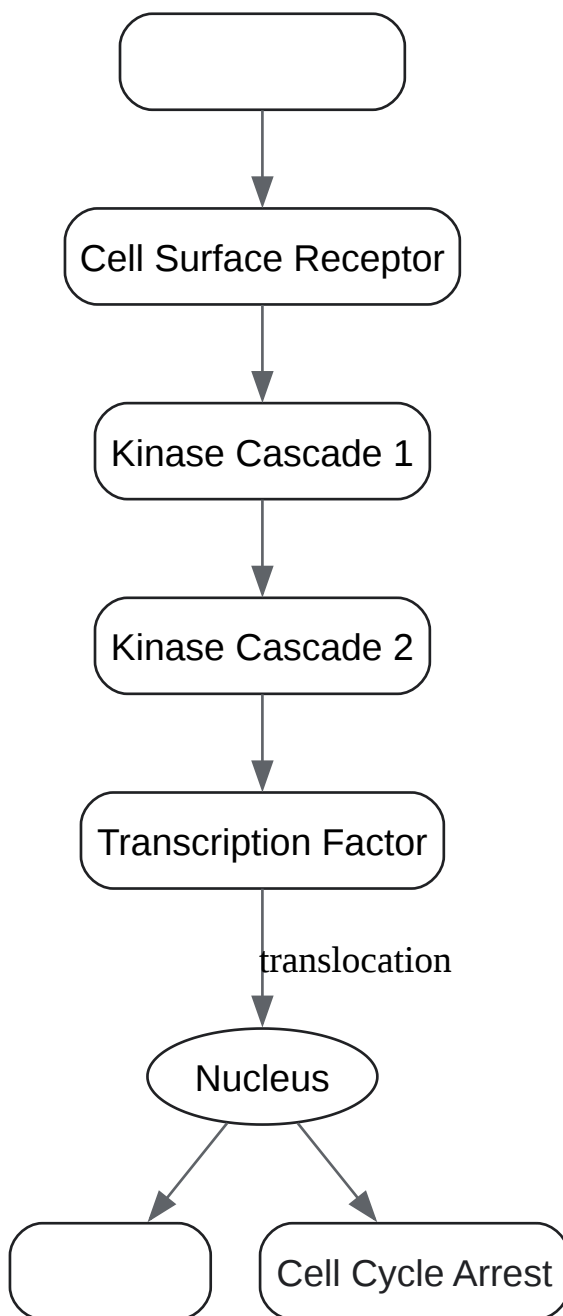 Cell Surface Receptor
Kinase Cascade 1
Kinase Cascade 2
Transcription Factor
translocation
Nucleus
Cell Cycle Arrest